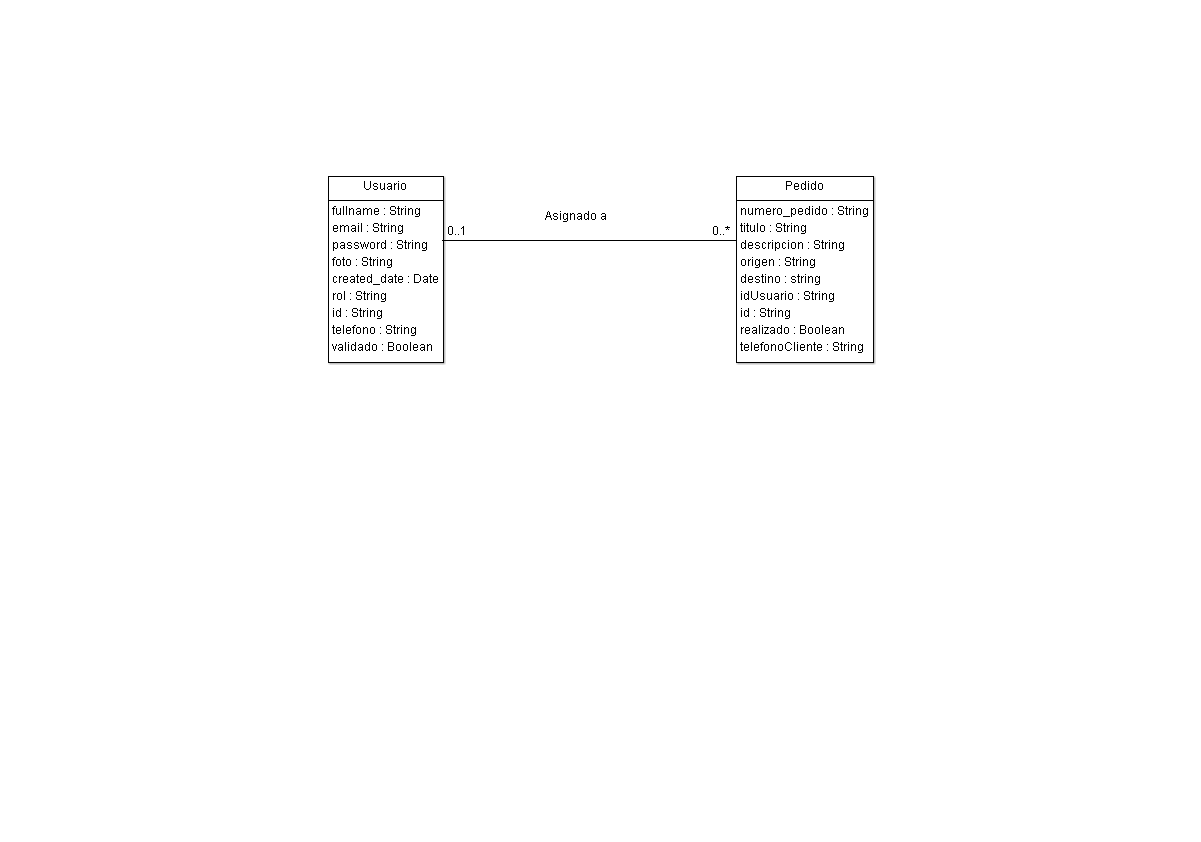 Usuario
fullname : String
email : String
password : String
foto : String
created_date : Date
rol : String
id : String
telefono : String
validado : Boolean
Asignado a
0..1
0..*
Pedido
numero_pedido : String
titulo : String
descripcion : String
origen : String
destino : string
idUsuario : String
id : String
realizado : Boolean
telefonoCliente : String